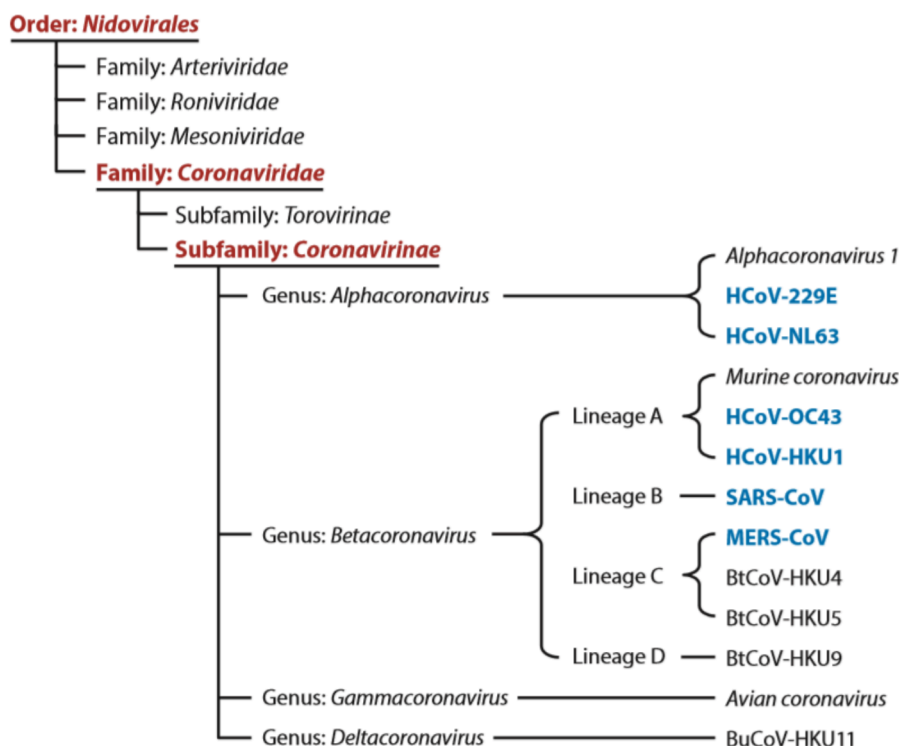 Order: Nidovirales
Family: Arteriviridae
Family: Roniviridae
Family: Mesoniviridae
Family: Coronaviridae
Subfamily: Torovirinae
Subfamily: Coronavirinae
Genus: Alphacoronavirus
Alphacoronavirus 1
HCoV-229E
HCoV-NL63
Genus: Betacoronavirus
Lineage A
Murine coronavirus
HCoV-OC43
HCoV-HKU1
Lineage B
SARS-CoV
Lineage C
MERS-CoV
BtCoV-HKU4
BtCoV-HKU5
Lineage D
BtCoV-HKU9
Genus: Gammacoronavirus
Avian coronavirus
Genus: Deltacoronavirus
BuCoV-HKU11